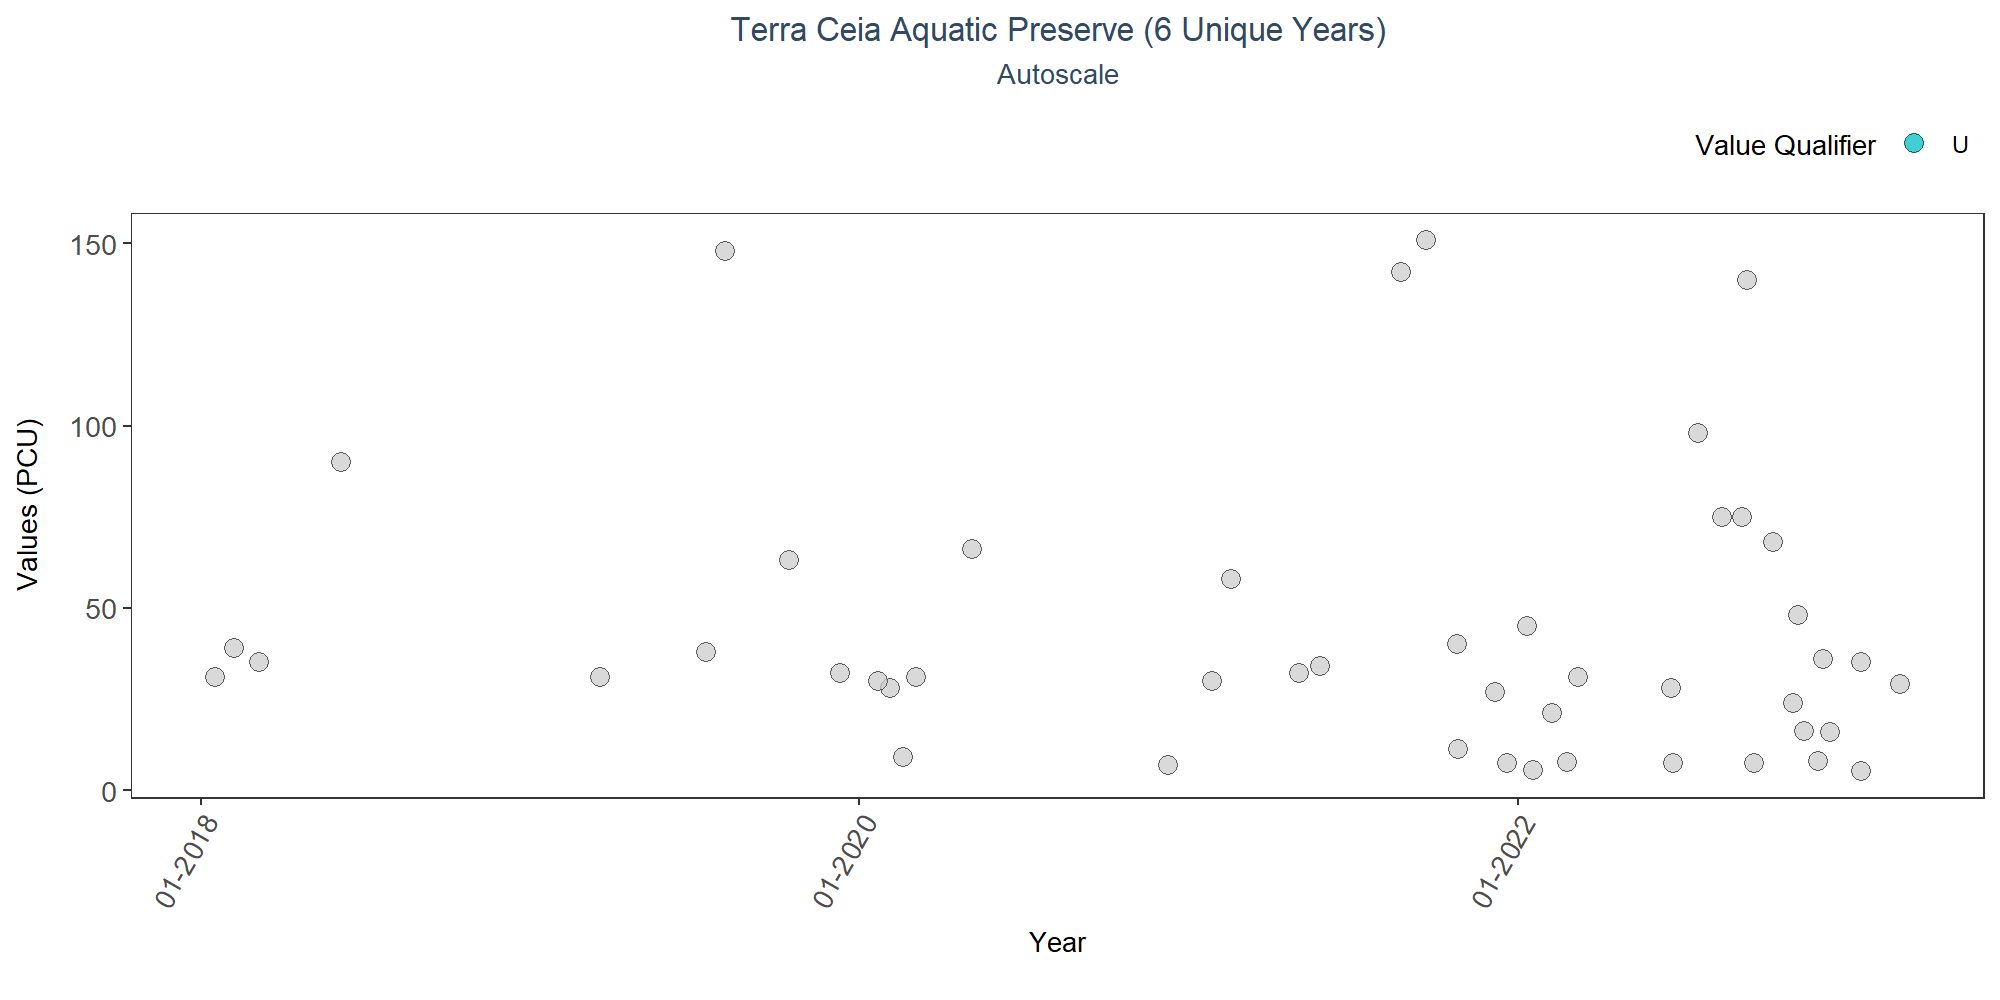 Terra Ceia Aquatic Preserve (6 Unique Years)
Autoscale
Value Qualifier U
150
100
50
0
Values (PCU)
01-2018
01-2020
01-2022
Year